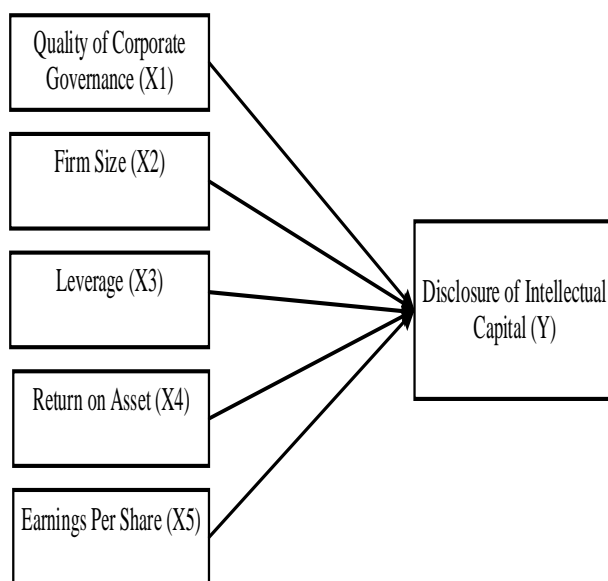 Quality of Corporate
Governance (X1)
Firm Size (X2)
Leverage (X3)
Return on Asset (X4)
Earnings Per Share (X5)
Disclosure of Intellectual
Capital (Y)